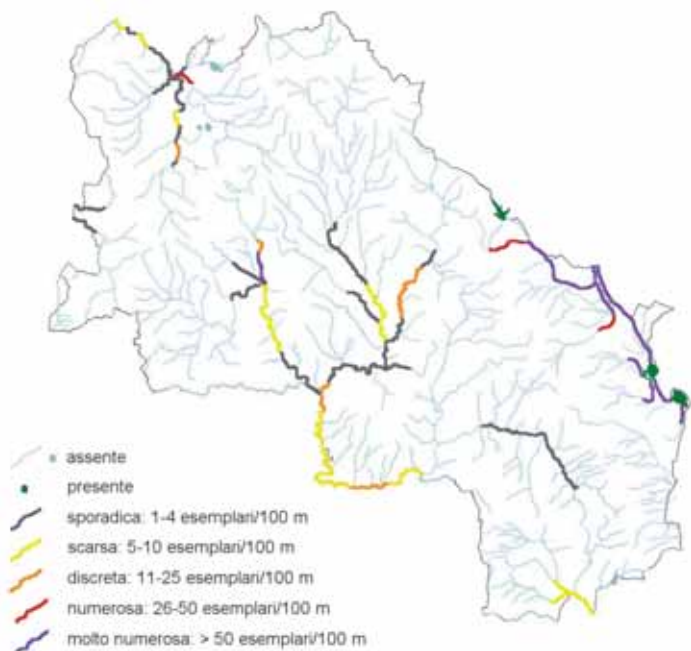 assente
presente
sporadica: 1-4 esemplari/100 m
scarsa: 5-10 esemplari/100 m
discreta: 11-25 esemplari/100 m
numerosa: 26-50 esemplari/100 m
molto numerosa: > 50 esemplari/100 m